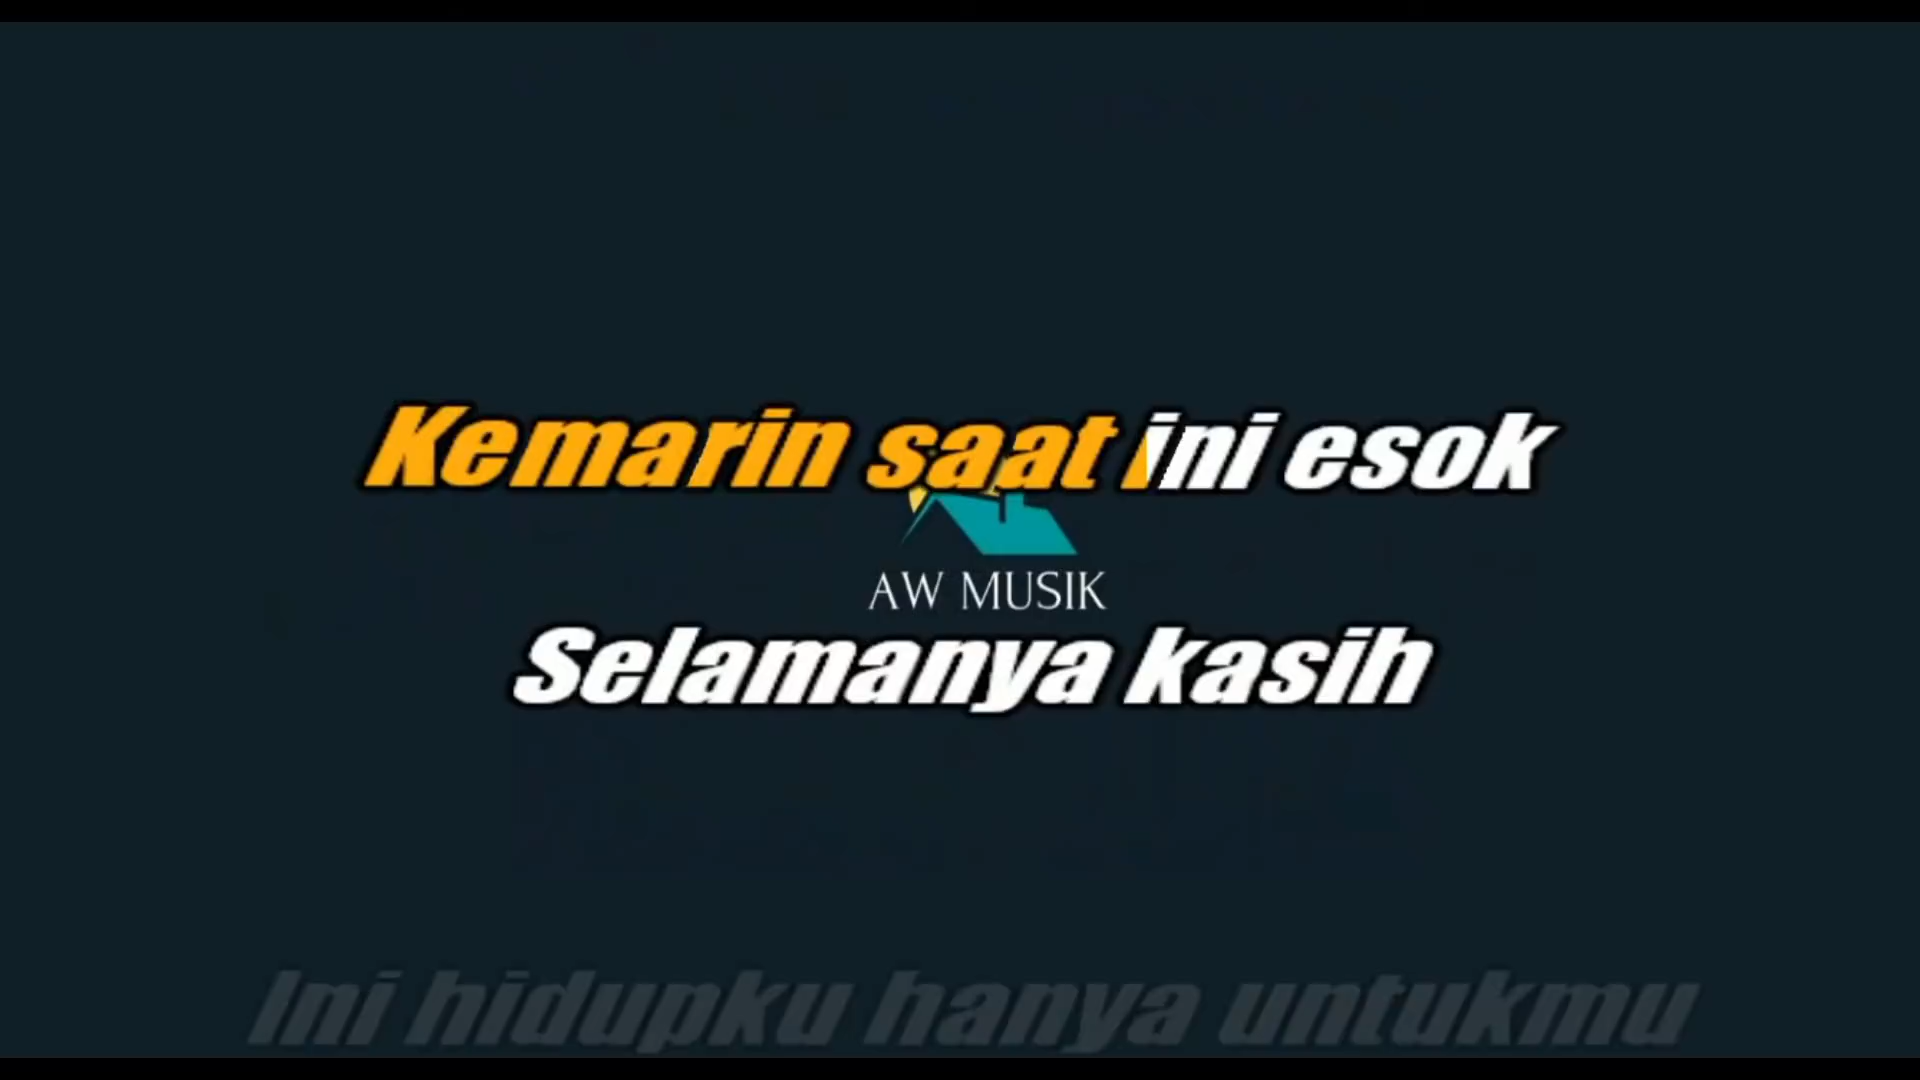 Kemarin saat ini esok
AW MUSIK
Selamanya kasih
Ini hidupku hanya untukmu